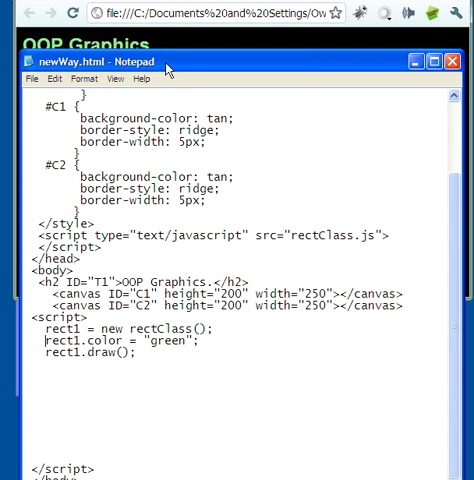 file:///C:/Documents%20and%20Settings/Ow
OOP Graphics
newWay.html - Notepad
File Edit Format View Help
}
#C1 {
background-color: tan;
border-style: ridge;
border-width: 5px;
}
#C2 {
background-color: tan;
border-style: ridge;
border-width: 5px;
}
</style>
<script type="text/javascript" src="rectClass.js">
</script>
</head>
<body>
<h2 ID="T1">OOP Graphics.</h2>
<canvas ID="C1" height="200" width="250"></canvas>
<canvas ID="C2" height="200" width="250"></canvas>
<script>
rect1 = new rectClass();
rect1.color = "green";
rect1.draw();
</script>
</body>